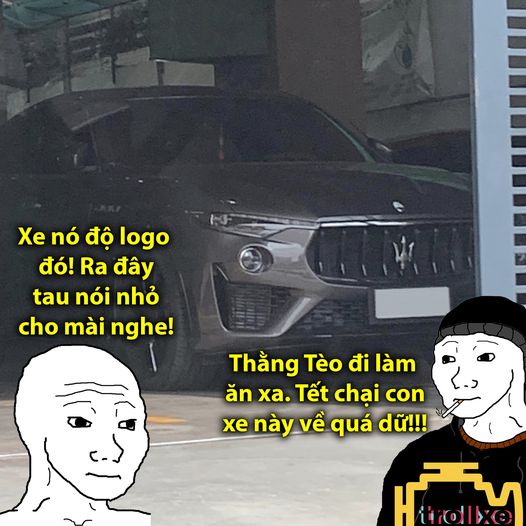 Xe nó độ logo
đó! Ra đây
tau nói nhỏ
cho mài nghe!
Thằng Tèo đi làm
ăn xa. Tết chại con
xe này về quá dữ!!!
trollxe